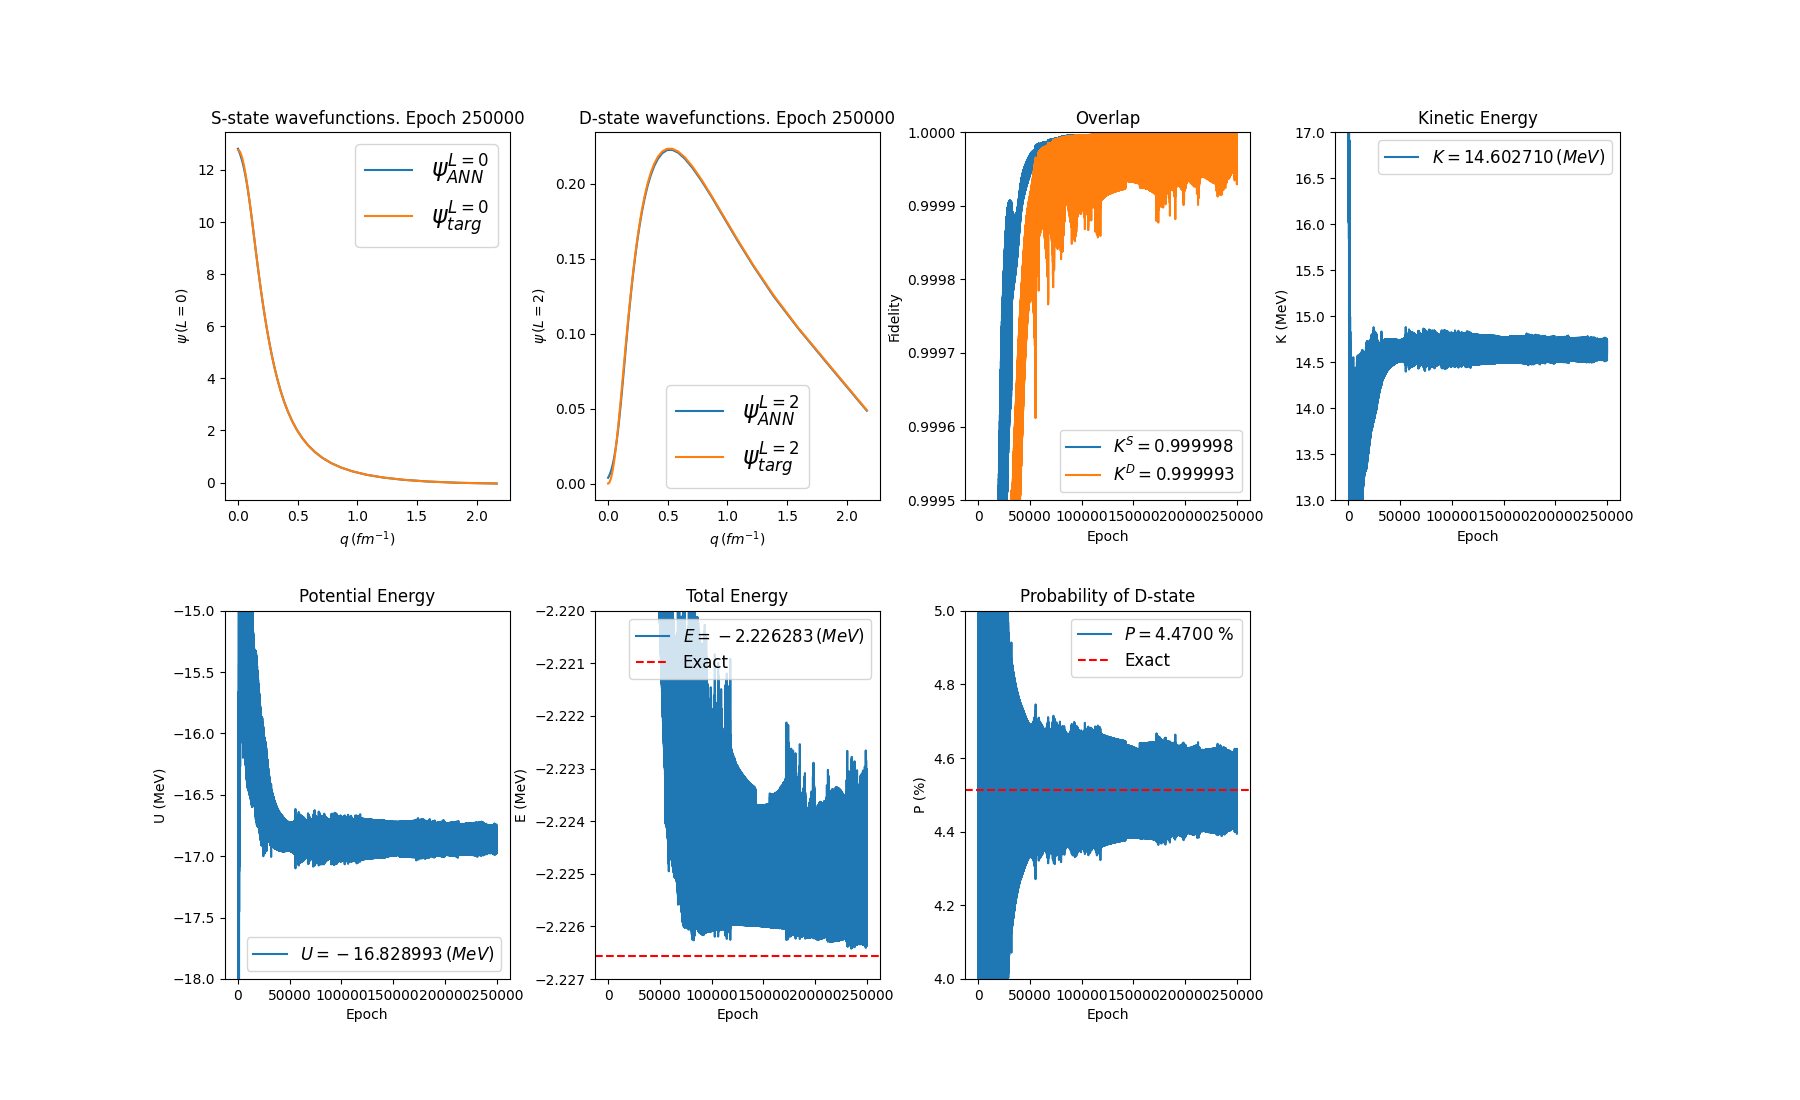 S-state wavefunctions. Epoch 250000
ψ(L = 0)
12
10
8
6
4
2
0
ψ_{ANN}^{L=0}
ψ_{targ}^{L=0}
0.0 0.5 1.0 1.5 2.0
q (fm^{-1})
D-state wavefunctions. Epoch 250000
ψ(L = 2)
0.20
0.15
0.10
0.05
0.00
ψ_{ANN}^{L=2}
ψ_{targ}^{L=2}
0.0 0.5 1.0 1.5 2.0
q (fm^{-1})
Overlap
Fidelity
1.0000
0.9999
0.9998
0.9997
0.9996
0.9995
K^S = 0.999998
K^D = 0.999993
0 50000 100000 150000 200000 250000
Epoch
Kinetic Energy
K (MeV)
17.0
16.5
16.0
15.5
15.0
14.5
14.0
13.5
13.0
K = 14.602710 (MeV)
0 50000 100000 150000 200000 250000
Epoch
Potential Energy
U (MeV)
−15.0
−15.5
−16.0
−16.5
−17.0
−17.5
−18.0
U = −16.828993 (MeV)
0 50000 100000 150000 200000 250000
Epoch
Total Energy
E (MeV)
−2.220
−2.221
−2.222
−2.223
−2.224
−2.225
−2.226
−2.227
E = −2.226283 (MeV)
Exact
0 50000 100000 150000 200000 250000
Epoch
Probability of D-state
P (%)
5.0
4.8
4.6
4.4
4.2
4.0
P = 4.4700 %
Exact
0 50000 100000 150000 200000 250000
Epoch